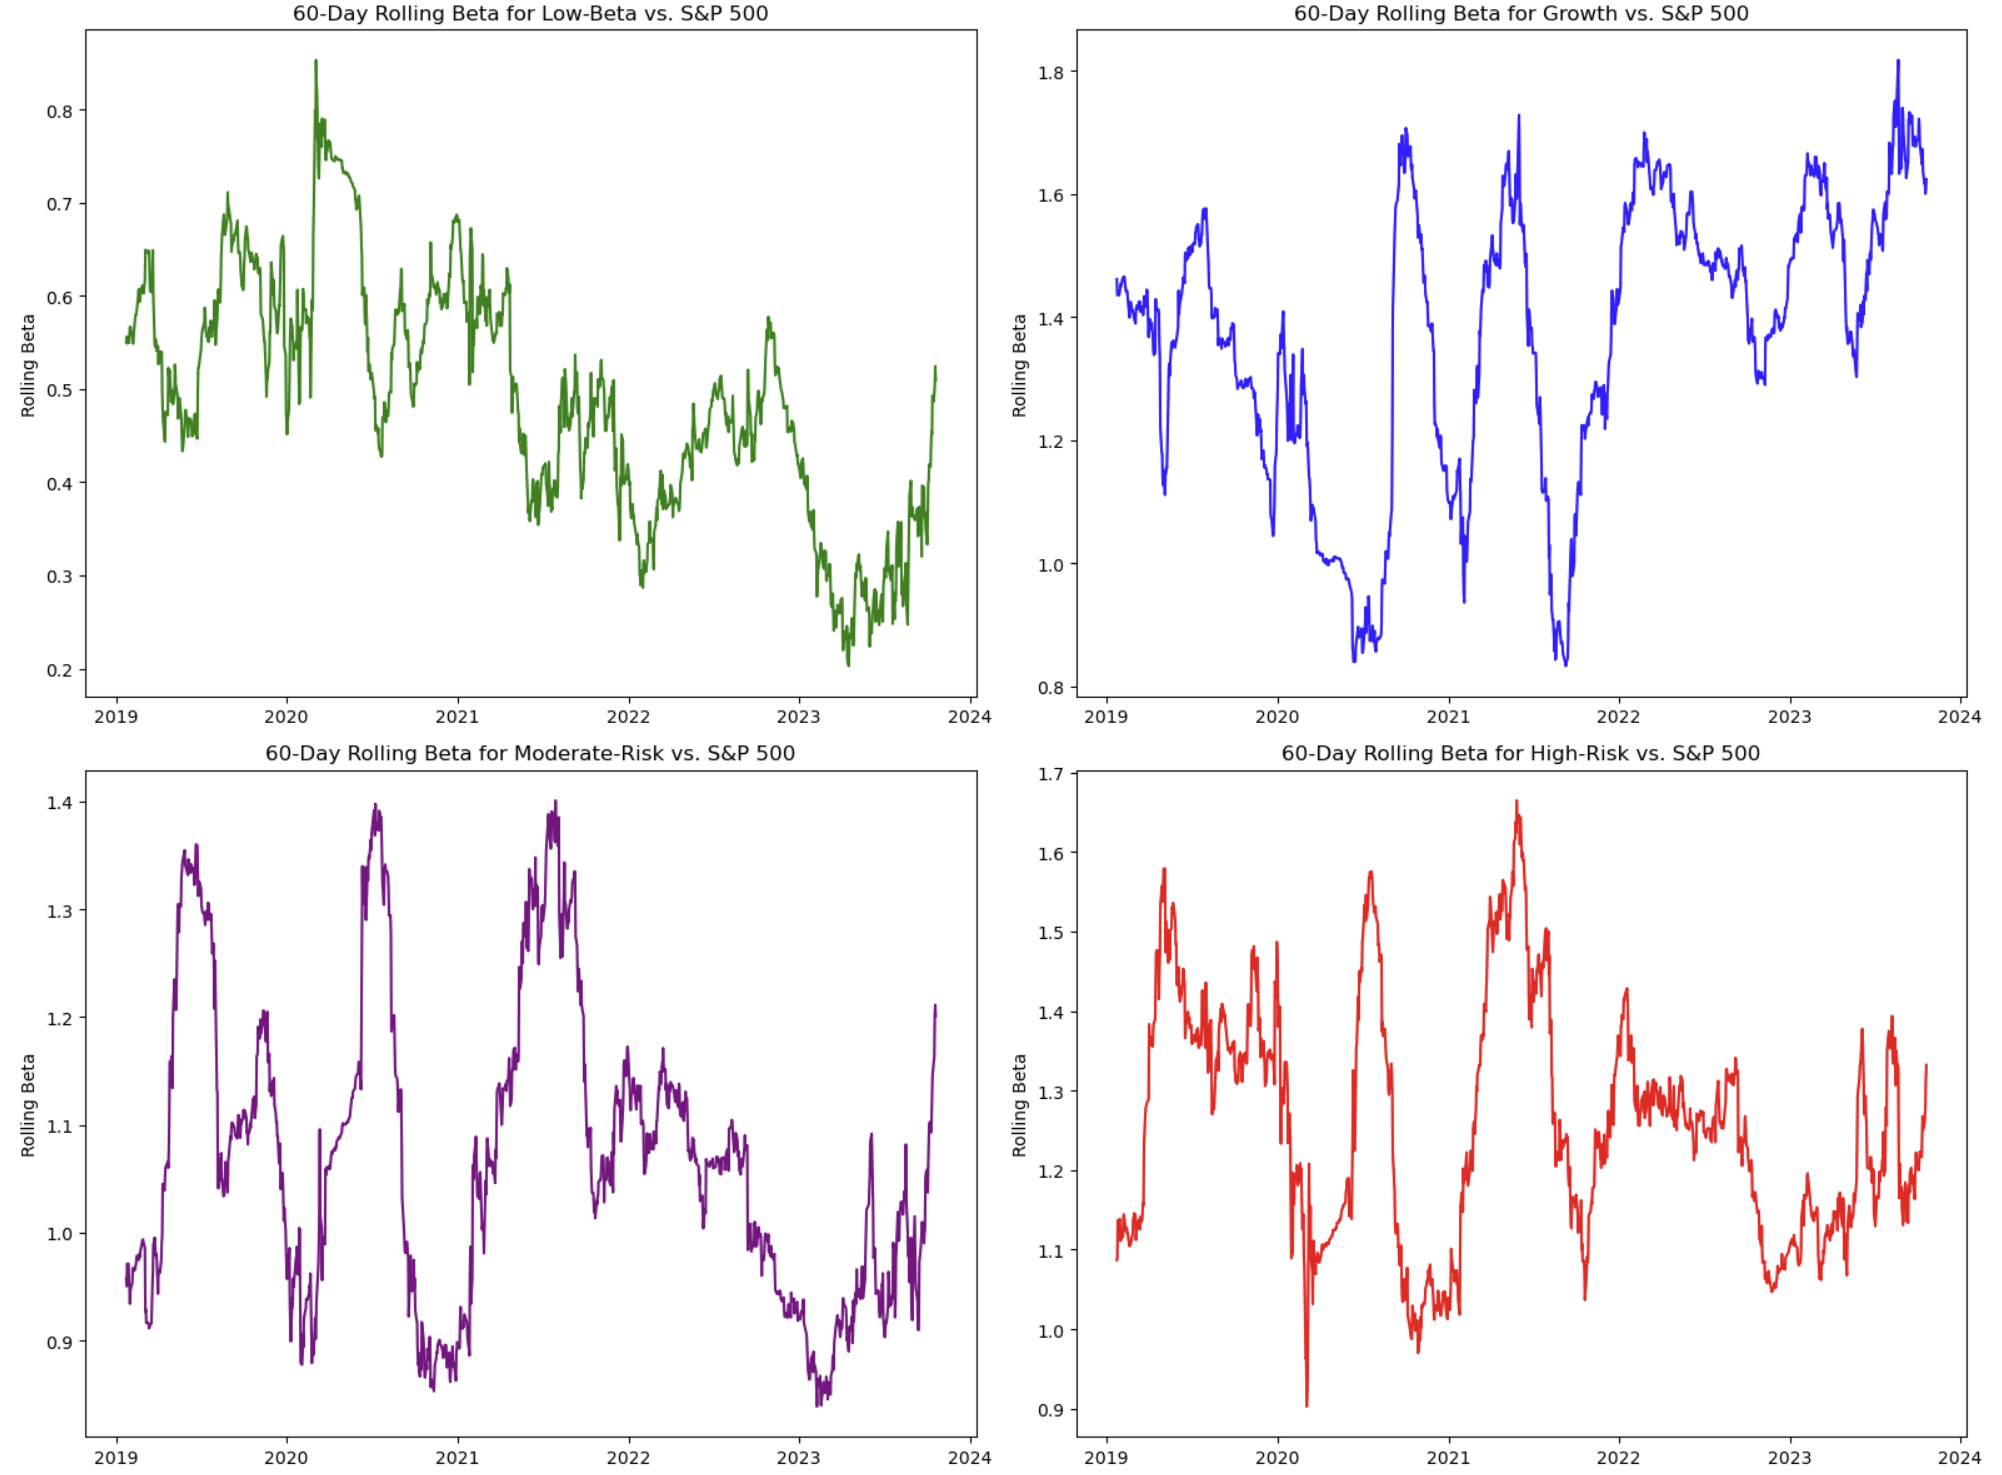 60-Day Rolling Beta for Low-Beta vs. S&P 500
Rolling Beta
0.8
0.7
0.6
0.5
0.4
0.3
0.2
2019 2020 2021 2022 2023 2024
60-Day Rolling Beta for Growth vs. S&P 500
Rolling Beta
1.8
1.6
1.4
1.2
1.0
0.8
2019 2020 2021 2022 2023 2024
60-Day Rolling Beta for Moderate-Risk vs. S&P 500
Rolling Beta
1.4
1.3
1.2
1.1
1.0
0.9
2019 2020 2021 2022 2023 2024
60-Day Rolling Beta for High-Risk vs. S&P 500
Rolling Beta
1.7
1.6
1.5
1.4
1.3
1.2
1.1
1.0
0.9
2019 2020 2021 2022 2023 2024